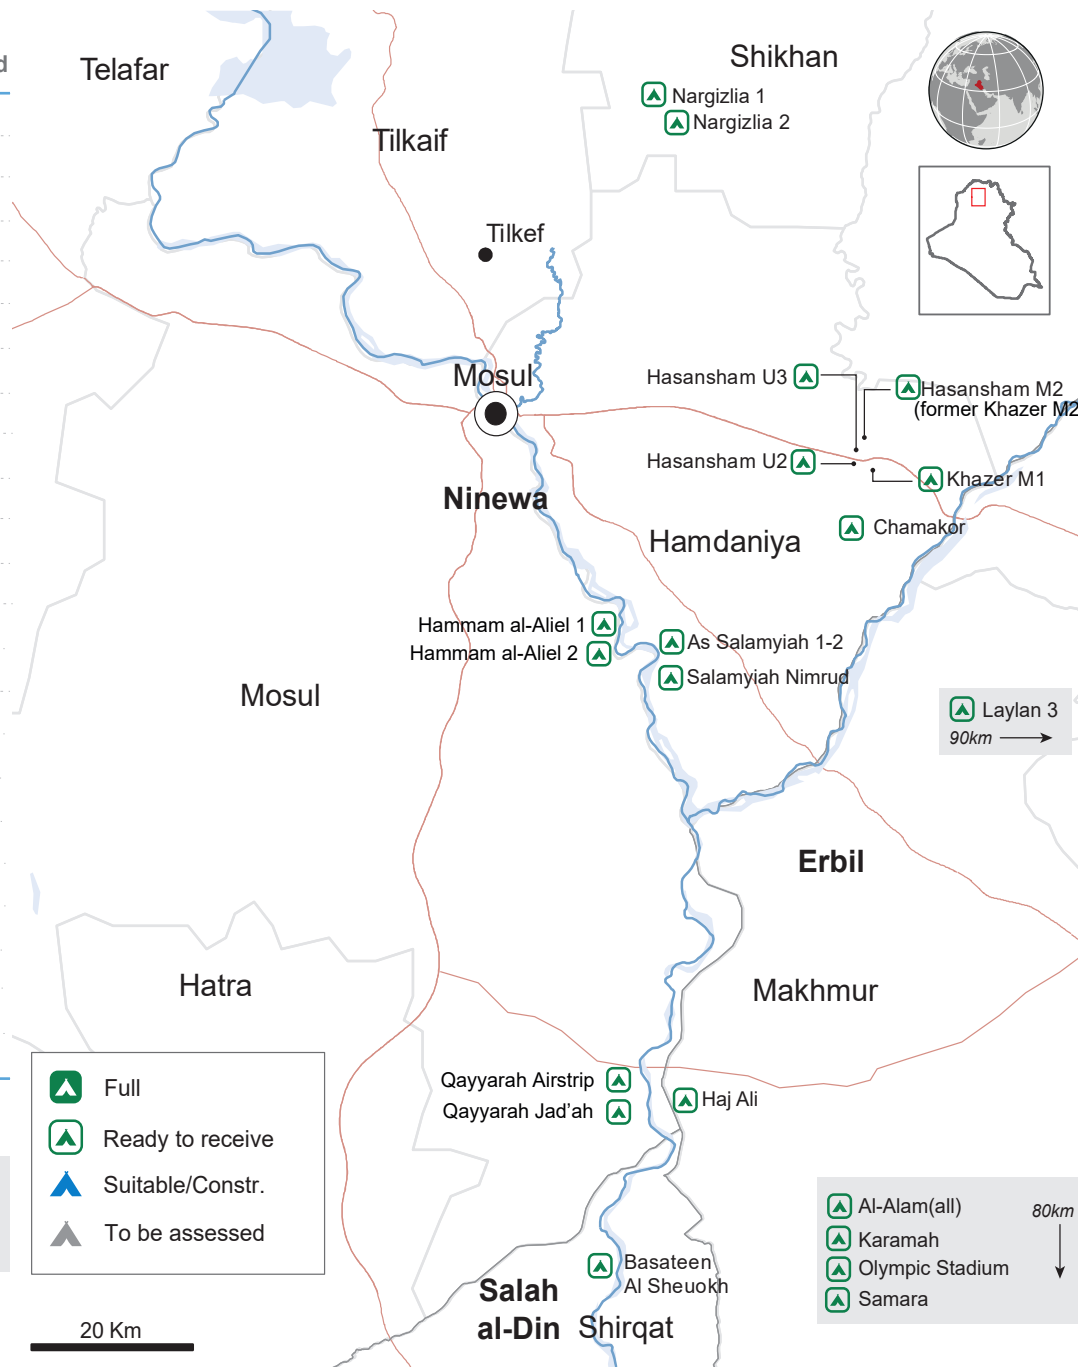 d
Telafar
Shikhan
Nargizlia 1
Nargizlia 2
Tilkaif
Tilkef
Mosul
Hasansham U3
Hasansham M2
(former Khazer M2
Hasansham U2
Khazer M1
Ninewa
Chamakor
Hamdaniya
Hammam al-Aliel 1
As Salamyiah 1-2
Hammam al-Aliel 2
Salamyiah Nimrud
Mosul
Laylan 3
90km
Erbil
Hatra
Makhmur
Qayyarah Airstrip
Haj Ali
Qayyarah Jad’ah
Full
Ready to receive
Suitable/Constr.
To be assessed
20 Km
Al-Alam(all)
80km
Karamah
Olympic Stadium
Samara
Basateen
Al Sheuokh
Salah
al-Din
Shirqat